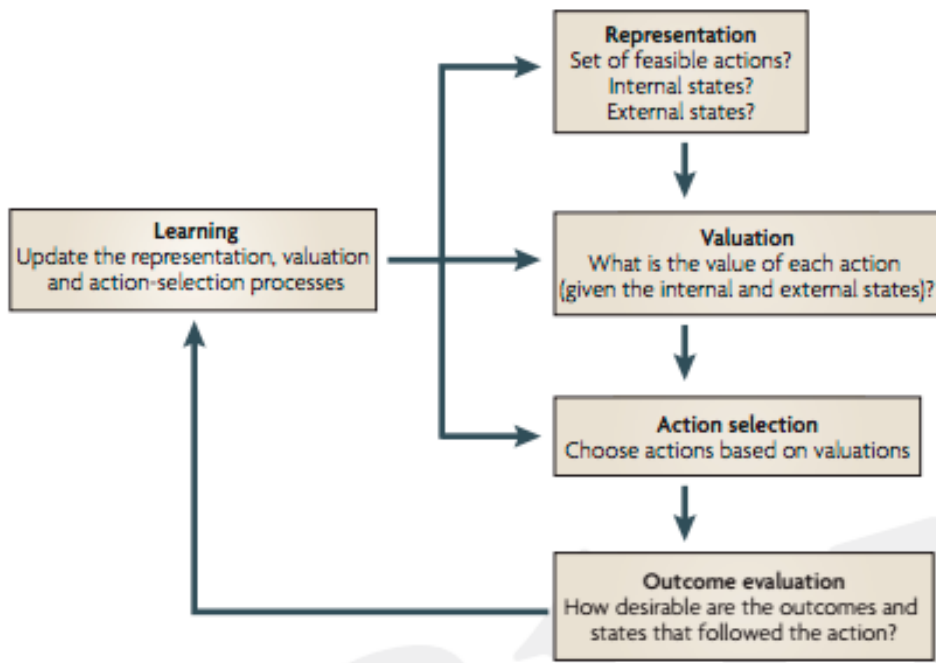 Representation
Set of feasible actions?
Internal states?
External states?
Learning
Update the representation, valuation
and action-selection processes
Valuation
What is the value of each action
(given the internal and external states)?
Action selection
Choose actions based on valuations
Outcome evaluation
How desirable are the outcomes and
states that followed the action?